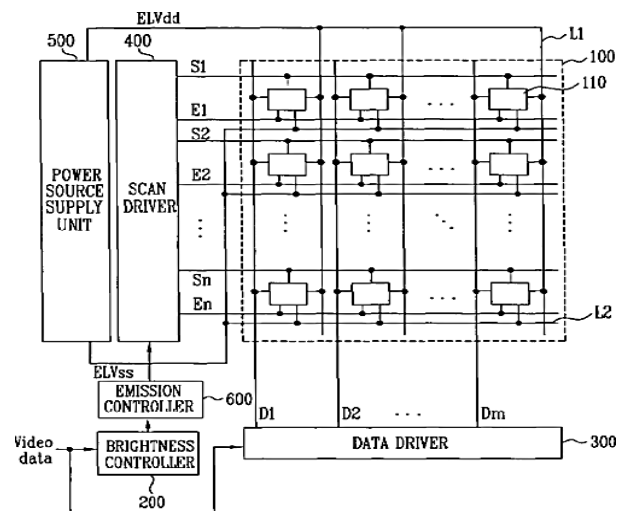 ELVdd
500
400
L1
100
110
S1
E1
S2
E2
Sn
En
L2
POWER
SOURCE
SUPPLY
UNIT
SCAN
DRIVER
ELVss
EMISSION
CONTROLLER
600
D1
D2
Dm
Video
data
BRIGHTNESS
CONTROLLER
200
DATA DRIVER
300